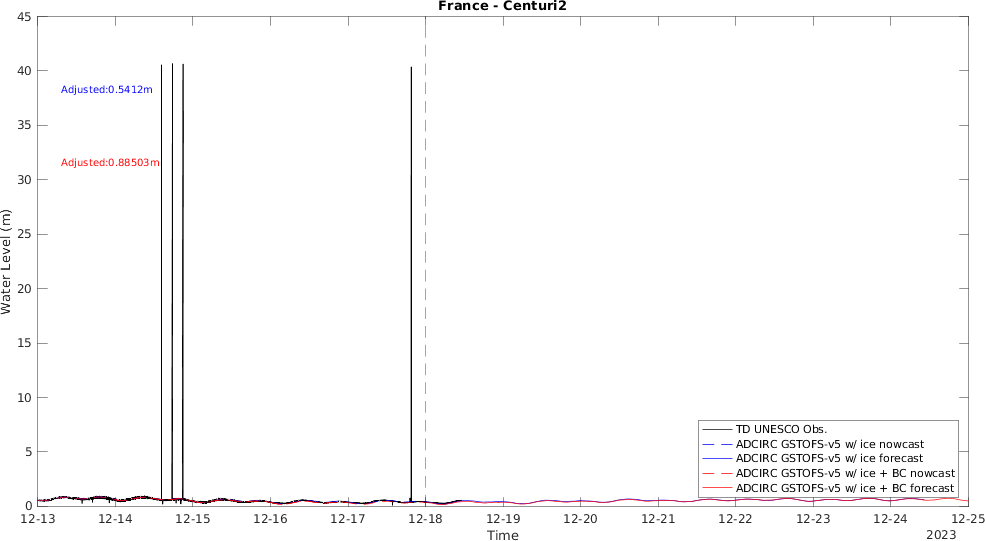 France - Centuri2
45
40
35
30
25
20
15
10
5
0
Water Level (m)
Adjusted:0.5412m
Adjusted:0.88503m
TD UNESCO Obs.
ADCIRC GSTOFS-v5 w/ ice nowcast
ADCIRC GSTOFS-v5 w/ ice forecast
ADCIRC GSTOFS-v5 w/ ice + BC nowcast
ADCIRC GSTOFS-v5 w/ ice + BC forecast
12-13 12-14 12-15 12-16 12-17 12-18 12-19 12-20 12-21 12-22 12-23 12-24 12-25
Time
2023